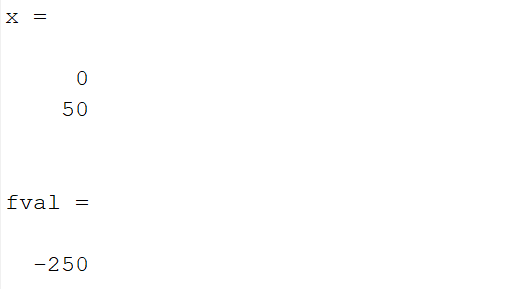 x =
0
50
fval =
-250